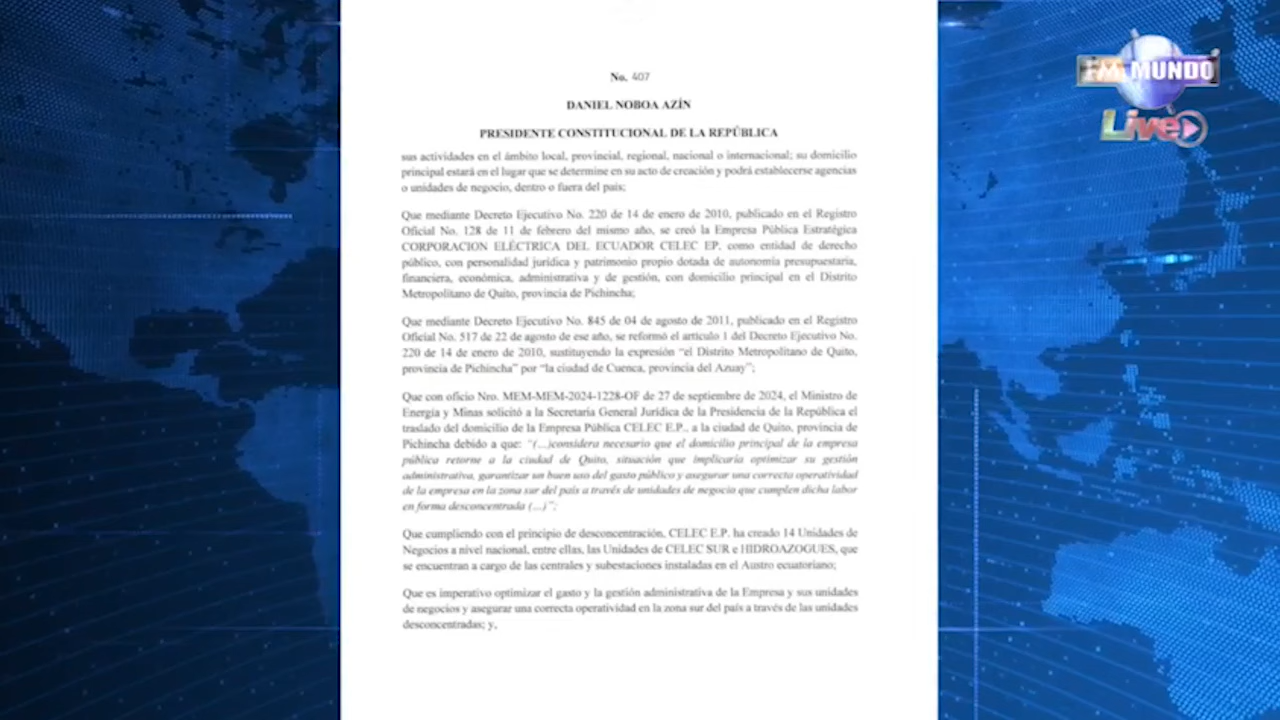 No. 407
DANIEL NOBOA AZÍN
PRESIDENTE CONSTITUCIONAL DE LA REPÚBLICA
sus actividades en el ámbito local, provincial, regional, nacional o internacional; su domicilio
principal estará en el lugar que se determine en su acto de creación y podrá establecerse agencias
o unidades de negocio, dentro o fuera del país;
Que mediante Decreto Ejecutivo No. 220 de 14 de enero de 2010, publicado en el Registro
Oficial No. 128 de 11 de febrero del mismo año, se creó la Empresa Pública Estratégica
CORPORACION ELÉCTRICA DEL ECUADOR CELEC EP, como entidad de derecho
público, con personalidad jurídica y patrimonio propio dotada de autonomía presupuestaria,
financiera, económica, administrativa y de gestión, con domicilio principal en el Distrito
Metropolitano de Quito, provincia de Pichincha;
Que mediante Decreto Ejecutivo No. 845 de 04 de agosto de 2011, publicado en el Registro
Oficial No. 517 de 22 de agosto de ese año, se reformó el artículo 1 del Decreto Ejecutivo No.
220 de 14 de enero de 2010, sustituyendo la expresión “el Distrito Metropolitano de Quito,
provincia de Pichincha” por “la ciudad de Cuenca, provincia del Azuay”;
Que con oficio Nro. MEM-MEM-2024-1228-OF de 27 de septiembre de 2024, el Ministro de
Energía y Minas solicitó a la Secretaría General Jurídica de la Presidencia de la República el
traslado del domicilio de la Empresa Pública CELEC E.P., a la ciudad de Quito, provincia de
Pichincha debido a que: “(...)considera necesario que el domicilio principal de la empresa
pública retorne a la ciudad de Quito, situación que implicaría optimizar su gestión
administrativa, garantizar un buen uso del gasto público y asegurar una correcta operatividad
de la empresa en la zona sur del país a través de unidades de negocio que cumplen dicha labor
en forma desconcentrada (...)”;
Que cumpliendo con el principio de desconcentración, CELEC E.P. ha creado 14 Unidades de
Negocios a nivel nacional, entre ellas, las Unidades de CELEC SUR e HIDROAZOGUES, que
se encuentran a cargo de las centrales y subestaciones instaladas en el Austro ecuatoriano;
Que es imperativo optimizar el gasto y la gestión administrativa de la Empresa y sus unidades
de negocios y asegurar una correcta operatividad en la zona sur del país a través de las unidades
desconcentradas; y,
FM MUNDO
Live